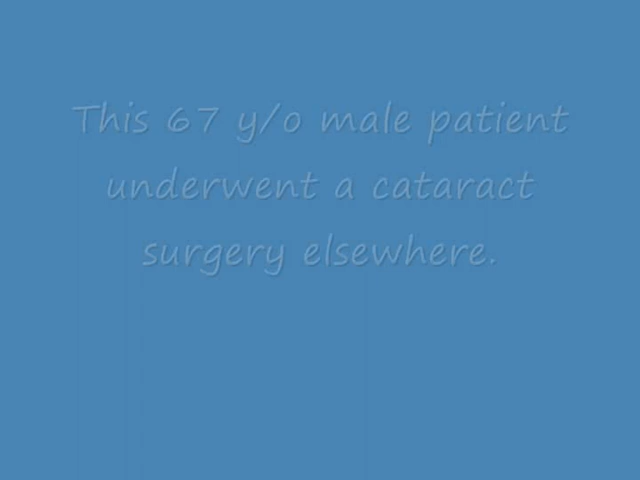 This 67 y/o male patient
underwent a cataract
surgery elsewhere.